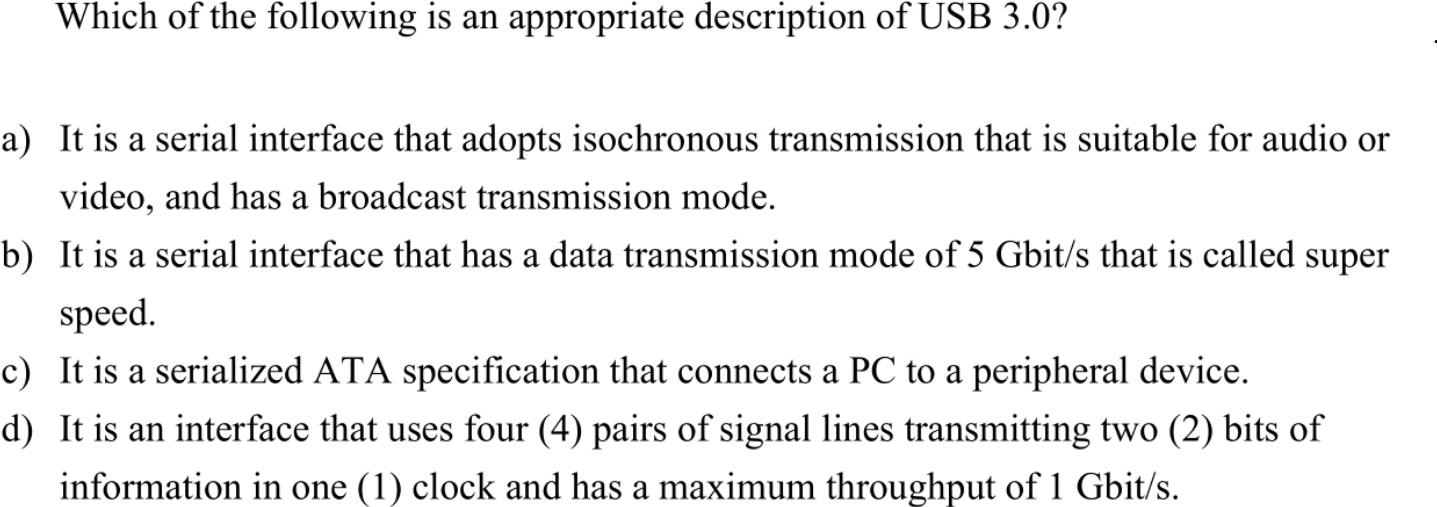 Which of the following is an appropriate description of USB 3.0?
a) It is a serial interface that adopts isochronous transmission that is suitable for audio or
video, and has a broadcast transmission mode.
b) It is a serial interface that has a data transmission mode of 5 Gbit/s that is called super
speed.
c) It is a serialized ATA specification that connects a PC to a peripheral device.
d) It is an interface that uses four (4) pairs of signal lines transmitting two (2) bits of
information in one (1) clock and has a maximum throughput of 1 Gbit/s.